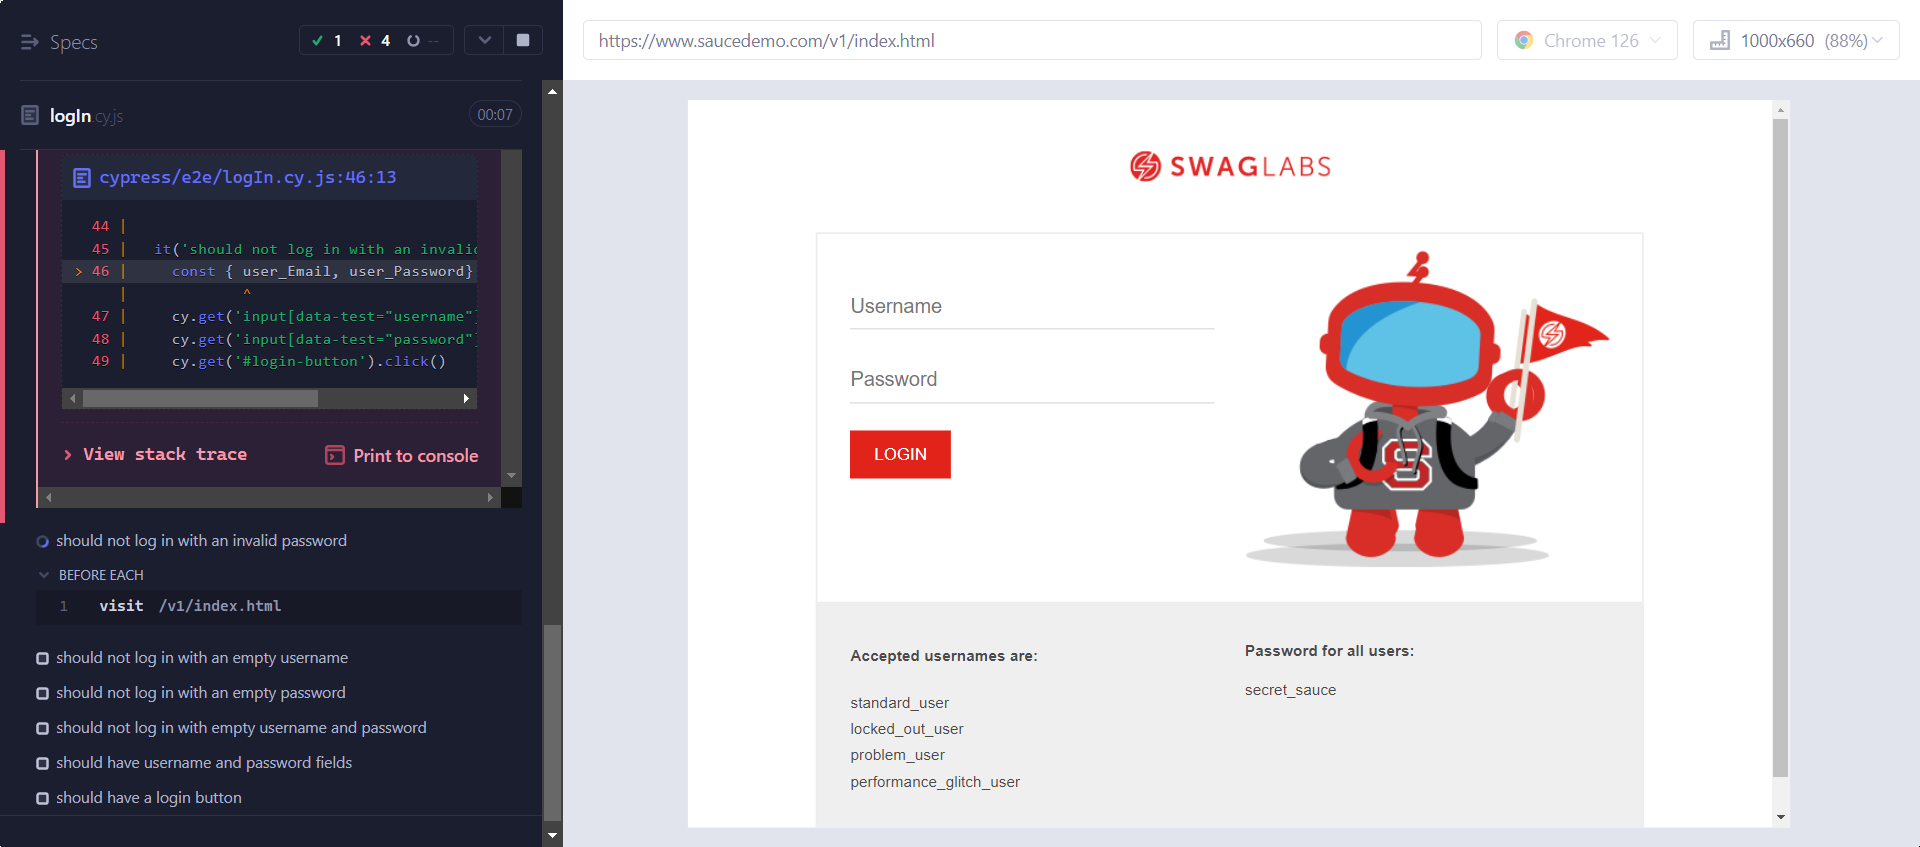 Specs
1 4 --
logIn.cy.js 00:07
cypress/e2e/logIn.cy.js:46:13
44 |
45 | it('should not log in with an invalid
> 46 | const { user_Email, user_Password}
| ^
47 | cy.get('input[data-test="username"]
48 | cy.get('input[data-test="password"]
49 | cy.get('#login-button').click()
View stack trace
Print to console
should not log in with an invalid password
BEFORE EACH
1 visit /v1/index.html
should not log in with an empty username
should not log in with an empty password
should not log in with empty username and password
should have username and password fields
should have a login button
https://www.saucedemo.com/v1/index.html
Chrome 126
1000x660 (88%)
SWAGLABS
Username
Password
LOGIN
S
Accepted usernames are:
standard_user
locked_out_user
problem_user
performance_glitch_user
Password for all users:
secret_sauce